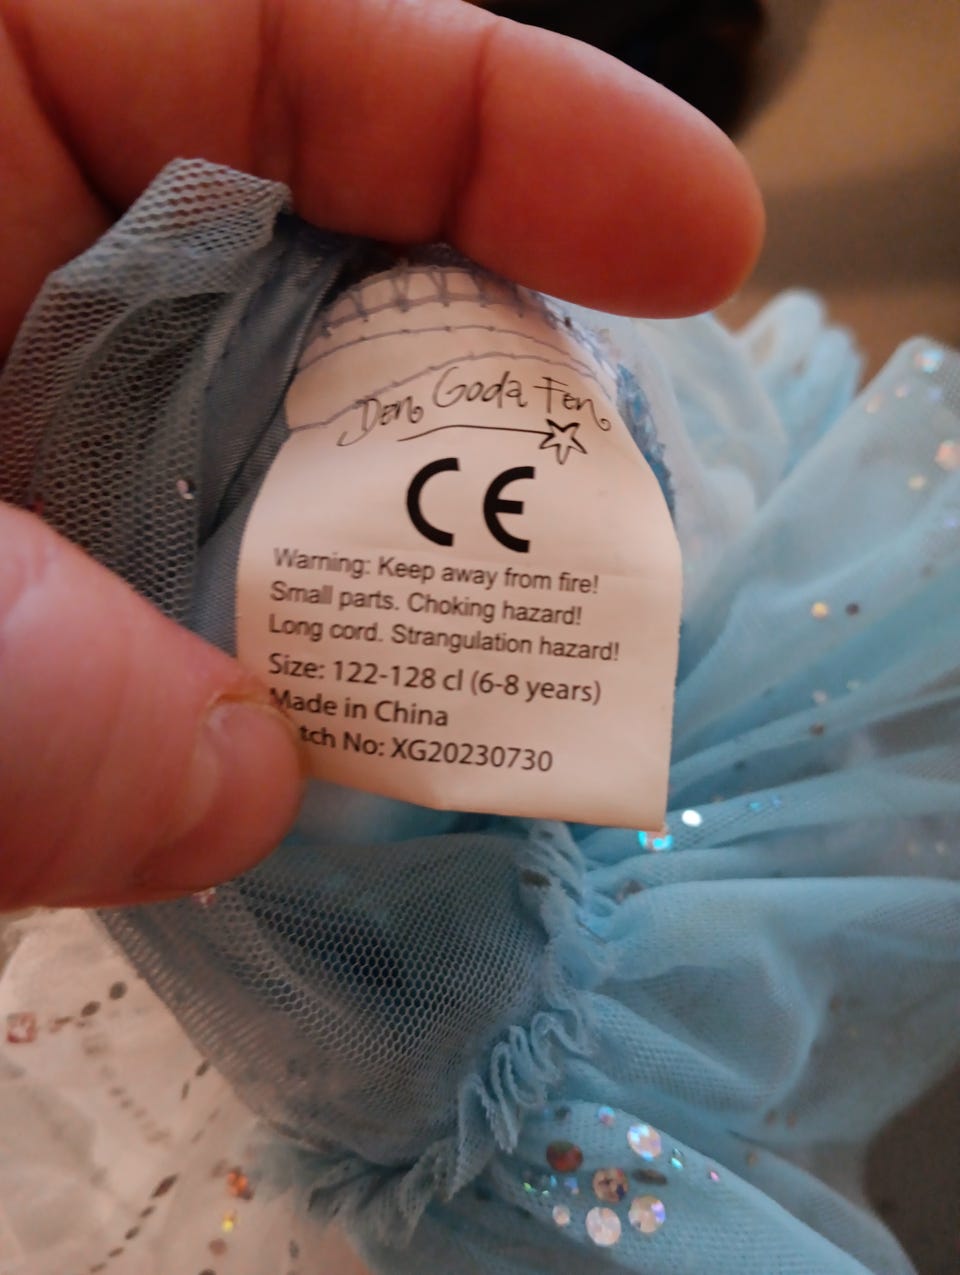 Den Goda Fen
CE
Warning: Keep away from fire!
Small parts. Choking hazard!
Long cord. Strangulation hazard!
Size: 122-128 cl (6-8 years)
Made in China
tch No: XG20230730